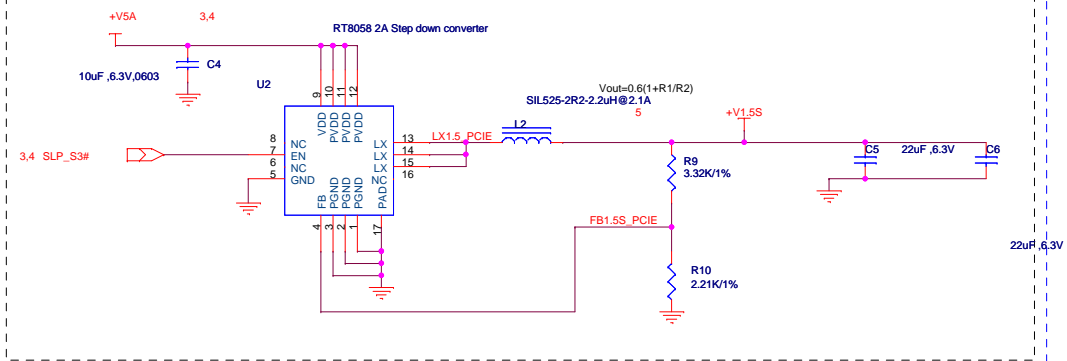 +V5A 3,4
RT8058 2A Step down converter
C4
10uF ,6.3V,0603
U2
Vout=0.6(1+R1/R2)
SIL525-2R2-2.2uH@2.1A
5
+V1.5S
9 10 11 12
VDD PVDD PVDD PVDD
L2
8 NC
LX 13 LX1.5_PCIE
3,4 SLP_S3#
7 EN
LX 14
6 NC
LX 15
5 GND
NC 16
FB PGND PGND PGND PAD
4 3 2 1 17
C5
22uF ,6.3V
C6
R9
3.32K/1%
FB1.5S_PCIE
22uF ,6.3V
R10
2.21K/1%